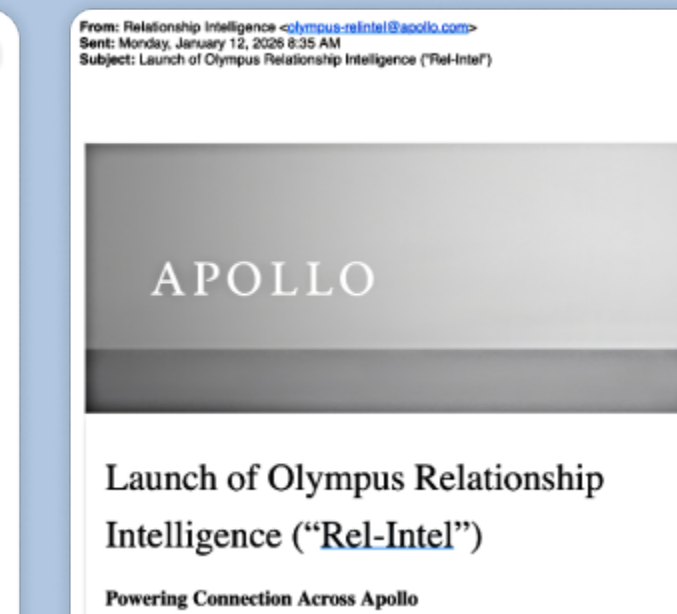 From: Relationship Intelligence <olympus-relintel@apollo.com>
Sent: Monday, January 12, 2026 8:35 AM
Subject: Launch of Olympus Relationship Intelligence ("Rel-Intel")
APOLLO
Launch of Olympus Relationship
Intelligence (“Rel-Intel”)
Powering Connection Across Apollo